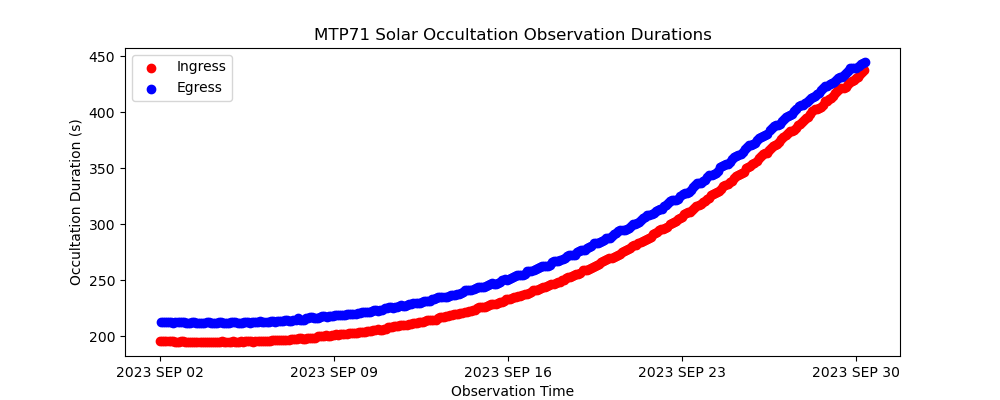 MTP71 Solar Occultation Observation Durations
Ingress
Egress
Occultation Duration (s)
450
400
350
300
250
200
2023 SEP 02
2023 SEP 09
2023 SEP 16
2023 SEP 23
2023 SEP 30
Observation Time